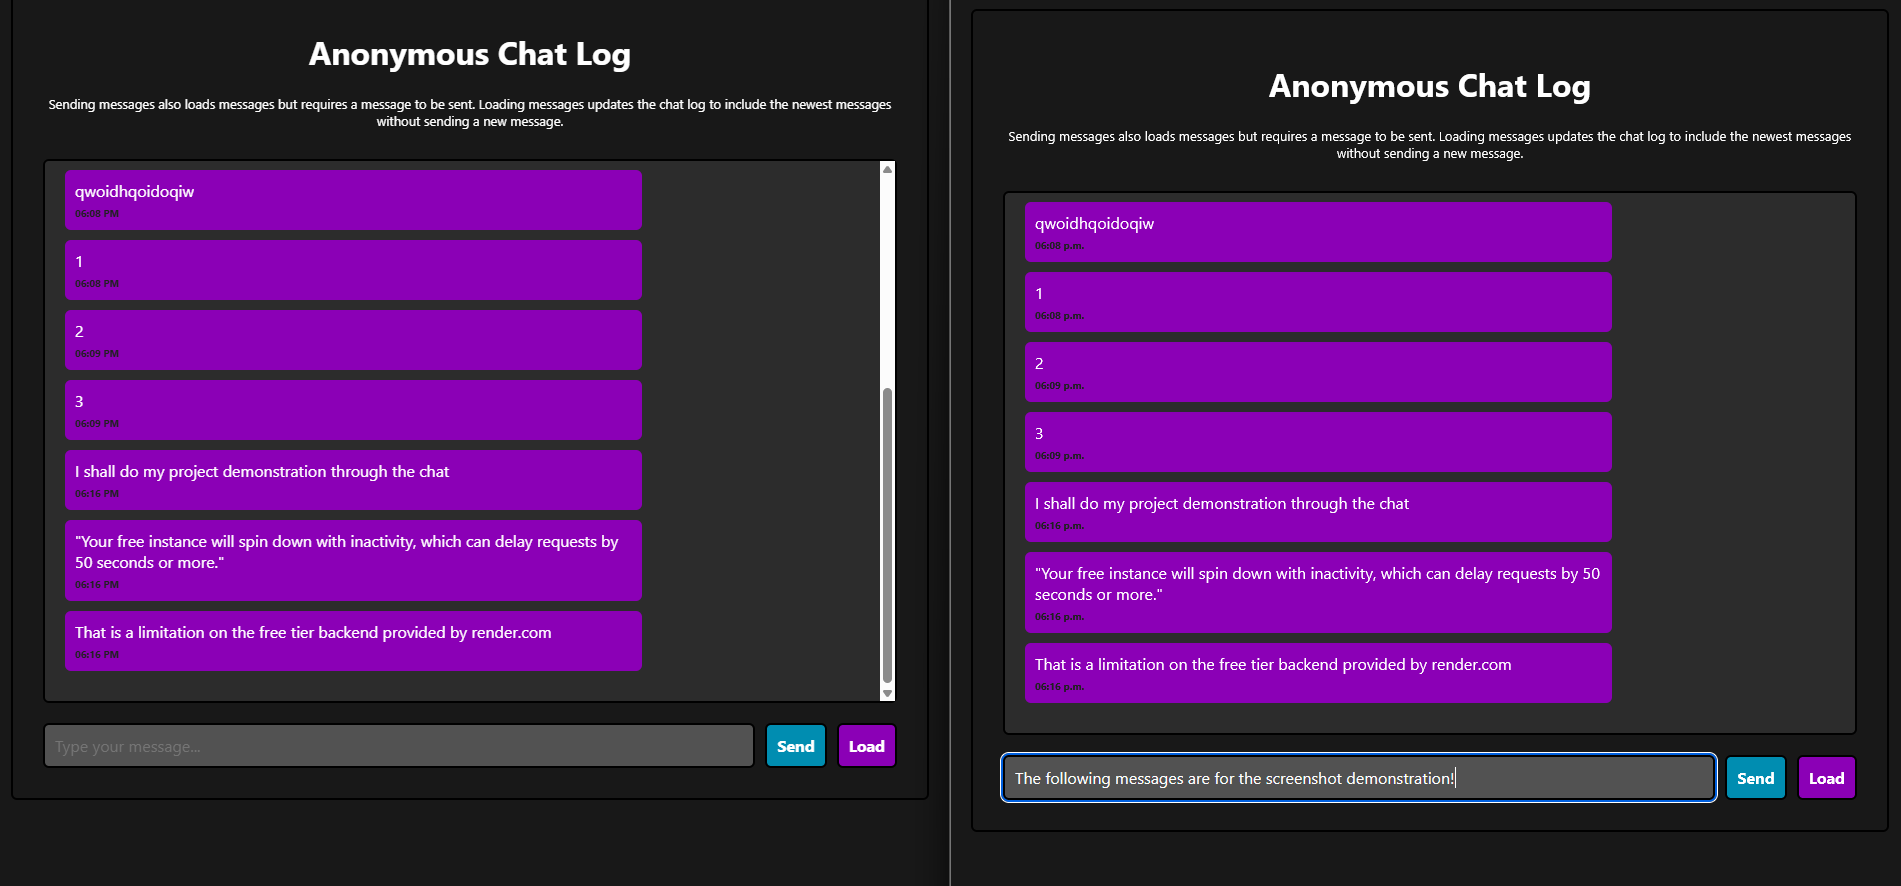 Anonymous Chat Log
Sending messages also loads messages but requires a message to be sent. Loading messages updates the chat log to include the newest messages
without sending a new message.
qwoidhqoidoqiw
06:08 PM
1
06:08 PM
2
06:09 PM
3
06:09 PM
I shall do my project demonstration through the chat
06:16 PM
"Your free instance will spin down with inactivity, which can delay requests by
50 seconds or more."
06:16 PM
That is a limitation on the free tier backend provided by render.com
06:16 PM
Type your message...
Send
Load
Anonymous Chat Log
Sending messages also loads messages but requires a message to be sent. Loading messages updates the chat log to include the newest messages
without sending a new message.
qwoidhqoidoqiw
06:08 p.m.
1
06:08 p.m.
2
06:09 p.m.
3
06:09 p.m.
I shall do my project demonstration through the chat
06:16 p.m.
"Your free instance will spin down with inactivity, which can delay requests by 50
seconds or more."
06:16 p.m.
That is a limitation on the free tier backend provided by render.com
06:16 p.m.
The following messages are for the screenshot demonstration!
Send
Load